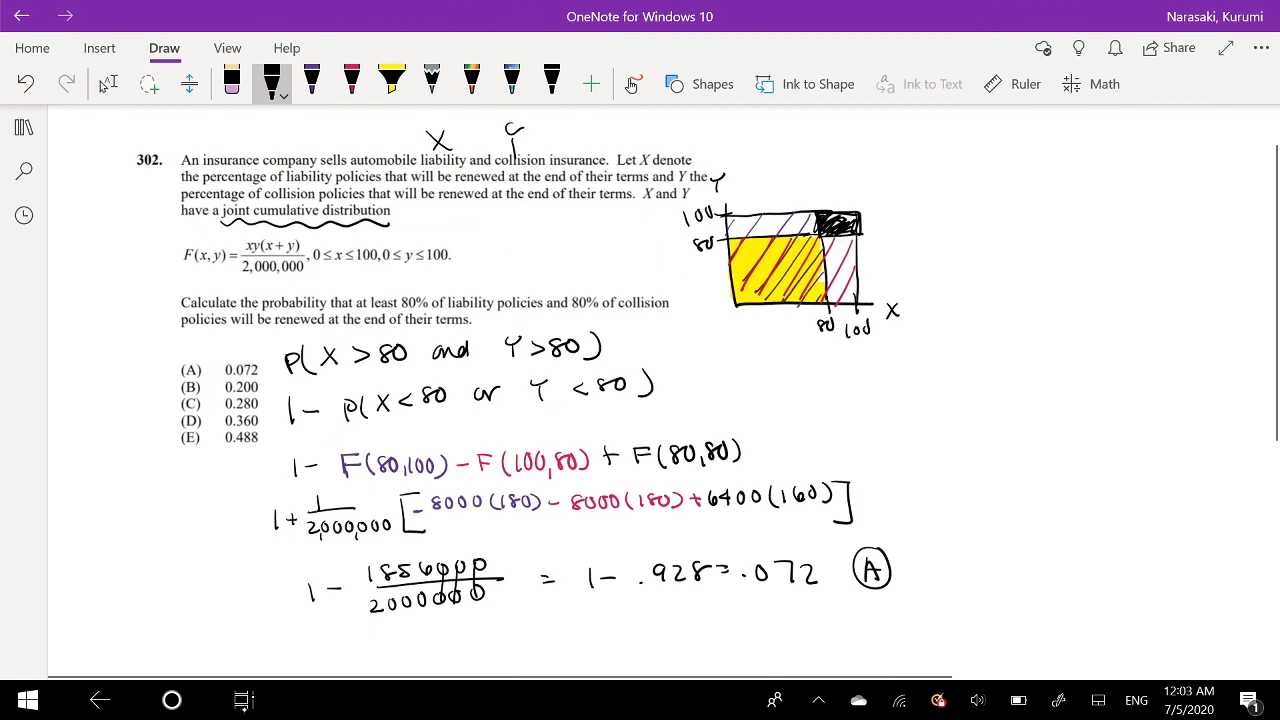 OneNote for Windows 10
Narasaki, Kurumi
Home Insert Draw View Help
Share
Shapes Ink to Shape Ink to Text Ruler Math
X
302. An insurance company sells automobile liability and collision insurance. Let X denote
the percentage of liability policies that will be renewed at the end of their terms and Y the
percentage of collision policies that will be renewed at the end of their terms. X and Y
have a joint cumulative distribution
F(x, y) = xy(x + y) / 2,000,000, 0 ≤ x ≤ 100, 0 ≤ y ≤ 100.
Calculate the probability that at least 80% of liability policies and 80% of collision
policies will be renewed at the end of their terms.
(A) 0.072
(B) 0.200
(C) 0.280
(D) 0.360
(E) 0.488
Y
100
80
80 100 X
P(X > 80 and Y > 80)
1 - P(X < 80 or Y < 80)
1 - F(80,100) - F(100,80) + F(80,80)
1 + 1/2,000,000 [-8000(180) - 8000(180) + 6400(160)]
1 - 1856000/2000000 = 1 - .928 = .072 A
ENG
12:03 AM
7/5/2020
1